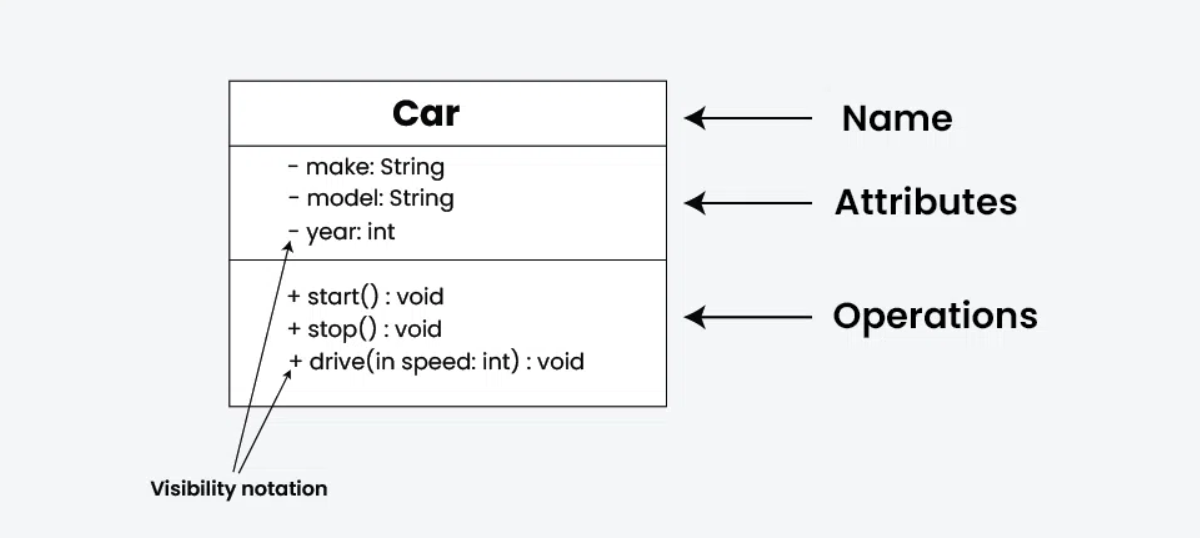 Car
Name
- make: String
- model: String
- year: int
Attributes
+ start() : void
+ stop() : void
+ drive(in speed: int) : void
Operations
Visibility notation